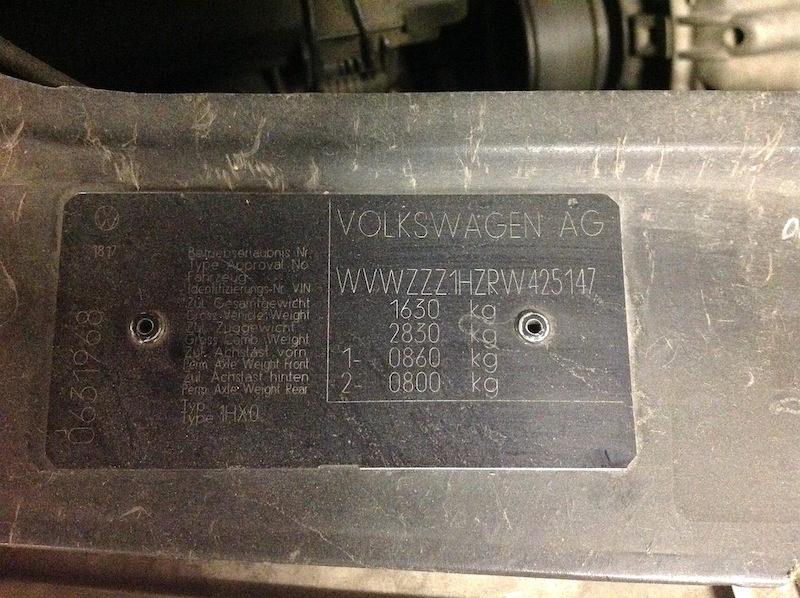 VOLKSWAGEN AG
1817
Betriebserlaubnis Nr.
Type Approval No
Fahrzeug-
Identifizierungs-Nr. VIN
WVWZZZ1HZRW425147
Zul. Gesamtgewicht
Gross Vehicle Weight
1630 kg
Zul. Zuggewicht
Gross Comb. Weight
2830 kg
Zul. Achslast vorn
Perm. Axle Weight Front
1- 0860 kg
Zul. Achslast hinten
Perm. Axle Weight Rear
2- 0800 kg
Typ
Type 1HX0
0631968